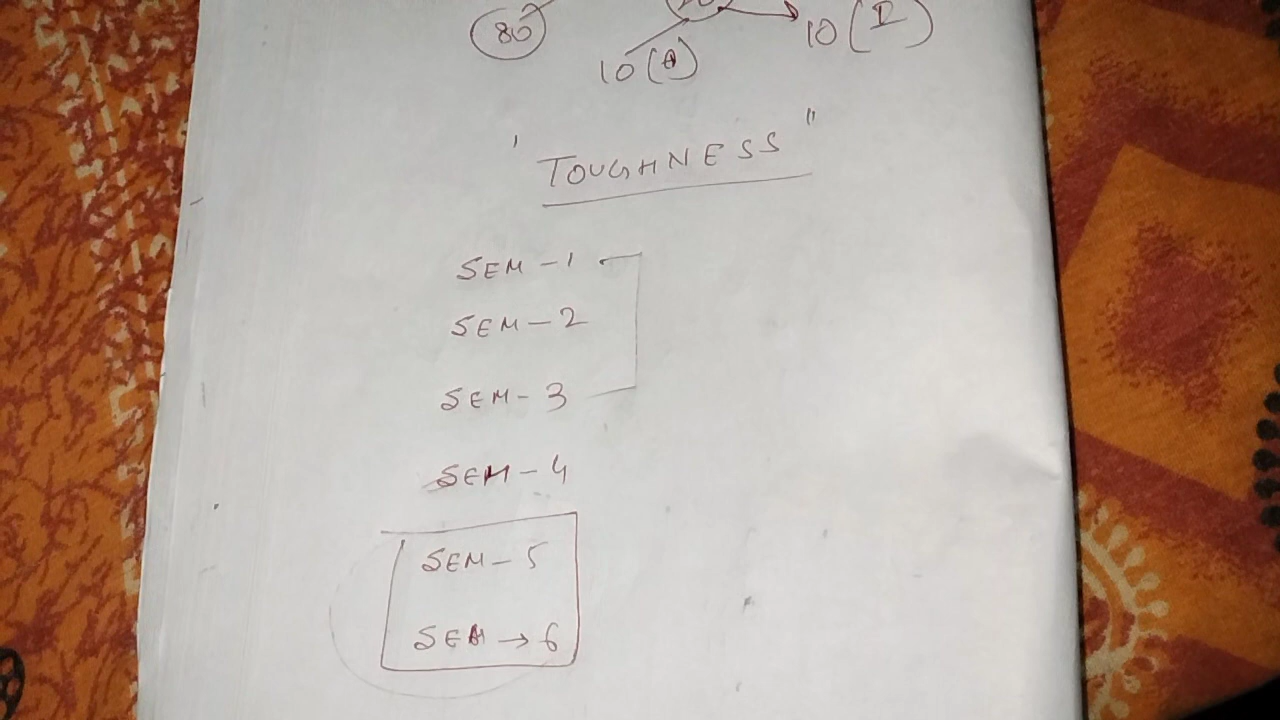 80
10 (A)
10 (I)
' TOUGHNESS "
SEM - 1
SEM - 2
SEM - 3
SEM - 4
SEM - 5
SEM → 6